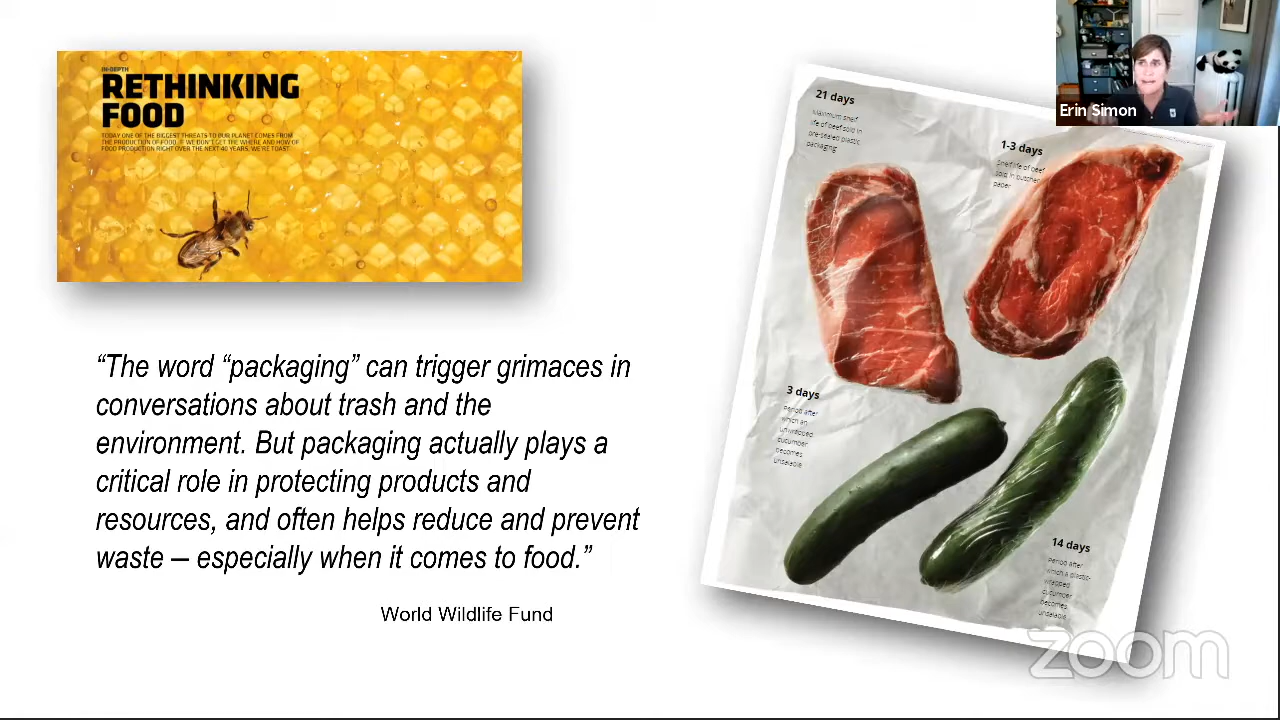 IN-DEPTH
RETHINKING
FOOD
TODAY ONE OF THE BIGGEST THREATS TO OUR PLANET COMES FROM
THE PRODUCTION OF FOOD. IF WE DON'T GET THE WHERE AND HOW OF
FOOD PRODUCTION RIGHT OVER THE NEXT 40 YEARS, WE'RE TOAST.
“The word “packaging” can trigger grimaces in
conversations about trash and the
environment. But packaging actually plays a
critical role in protecting products and
resources, and often helps reduce and prevent
waste – especially when it comes to food.”
World Wildlife Fund
21 days
Maximum shelf
life of beef sold in
pre-sealed plastic
packaging
1-3 days
Shelf life of beef
sold in butcher
paper
3 days
Period after
which an
unwrapped
cucumber
becomes
unsalable
14 days
Period after
which a plastic-
wrapped
cucumber
becomes
unsalable
Erin Simon
zoom